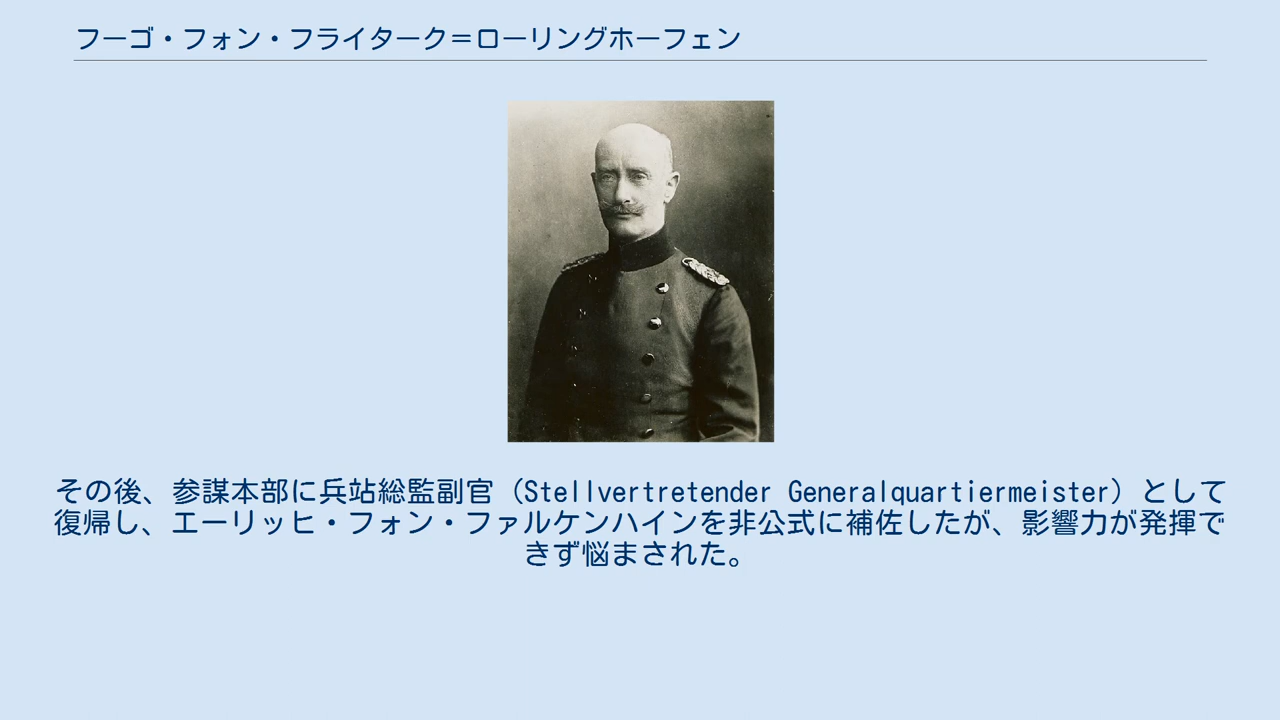 フーゴ・フォン・フライターク＝ローリングホーフェン
その後、参謀本部に兵站総監副官（Stellvertretender Generalquartiermeister）として
復帰し、エーリッヒ・フォン・ファルケンハインを非公式に補佐したが、影響力が発揮で
きず悩まされた。